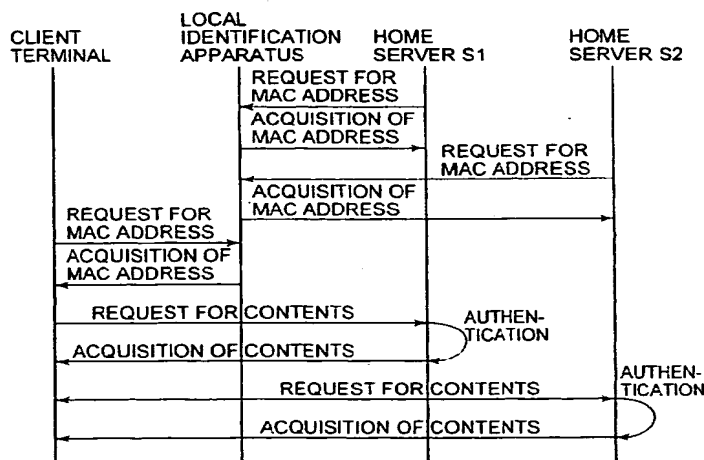 CLIENT
TERMINAL
LOCAL
IDENTIFICATION
APPARATUS
HOME
SERVER S1
HOME
SERVER S2
REQUEST FOR
MAC ADDRESS
ACQUISITION OF
MAC ADDRESS
REQUEST FOR
MAC ADDRESS
ACQUISITION OF
MAC ADDRESS
REQUEST FOR
MAC ADDRESS
ACQUISITION OF
MAC ADDRESS
REQUEST FOR CONTENTS
AUTHEN-
TICATION
ACQUISITION OF CONTENTS
AUTHEN-
TICATION
REQUEST FOR CONTENTS
ACQUISITION OF CONTENTS